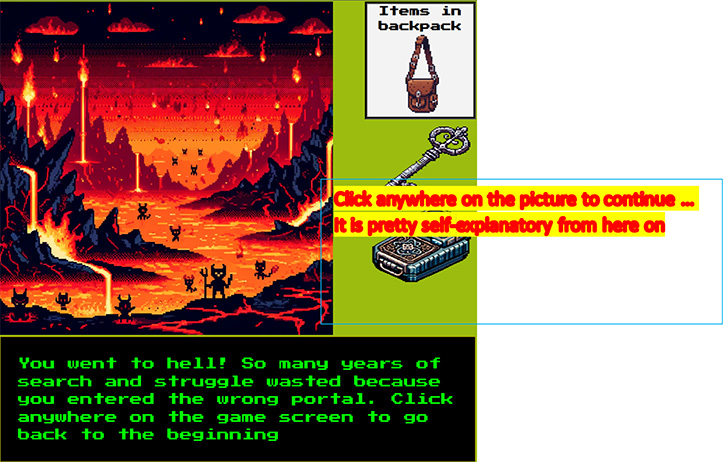 Items in
backpack
Click anywhere on the picture to continue ...
It is pretty self-explanatory from here on
You went to hell! So many years of
search and struggle wasted because
you entered the wrong portal. Click
anywhere on the game screen to go
back to the beginning